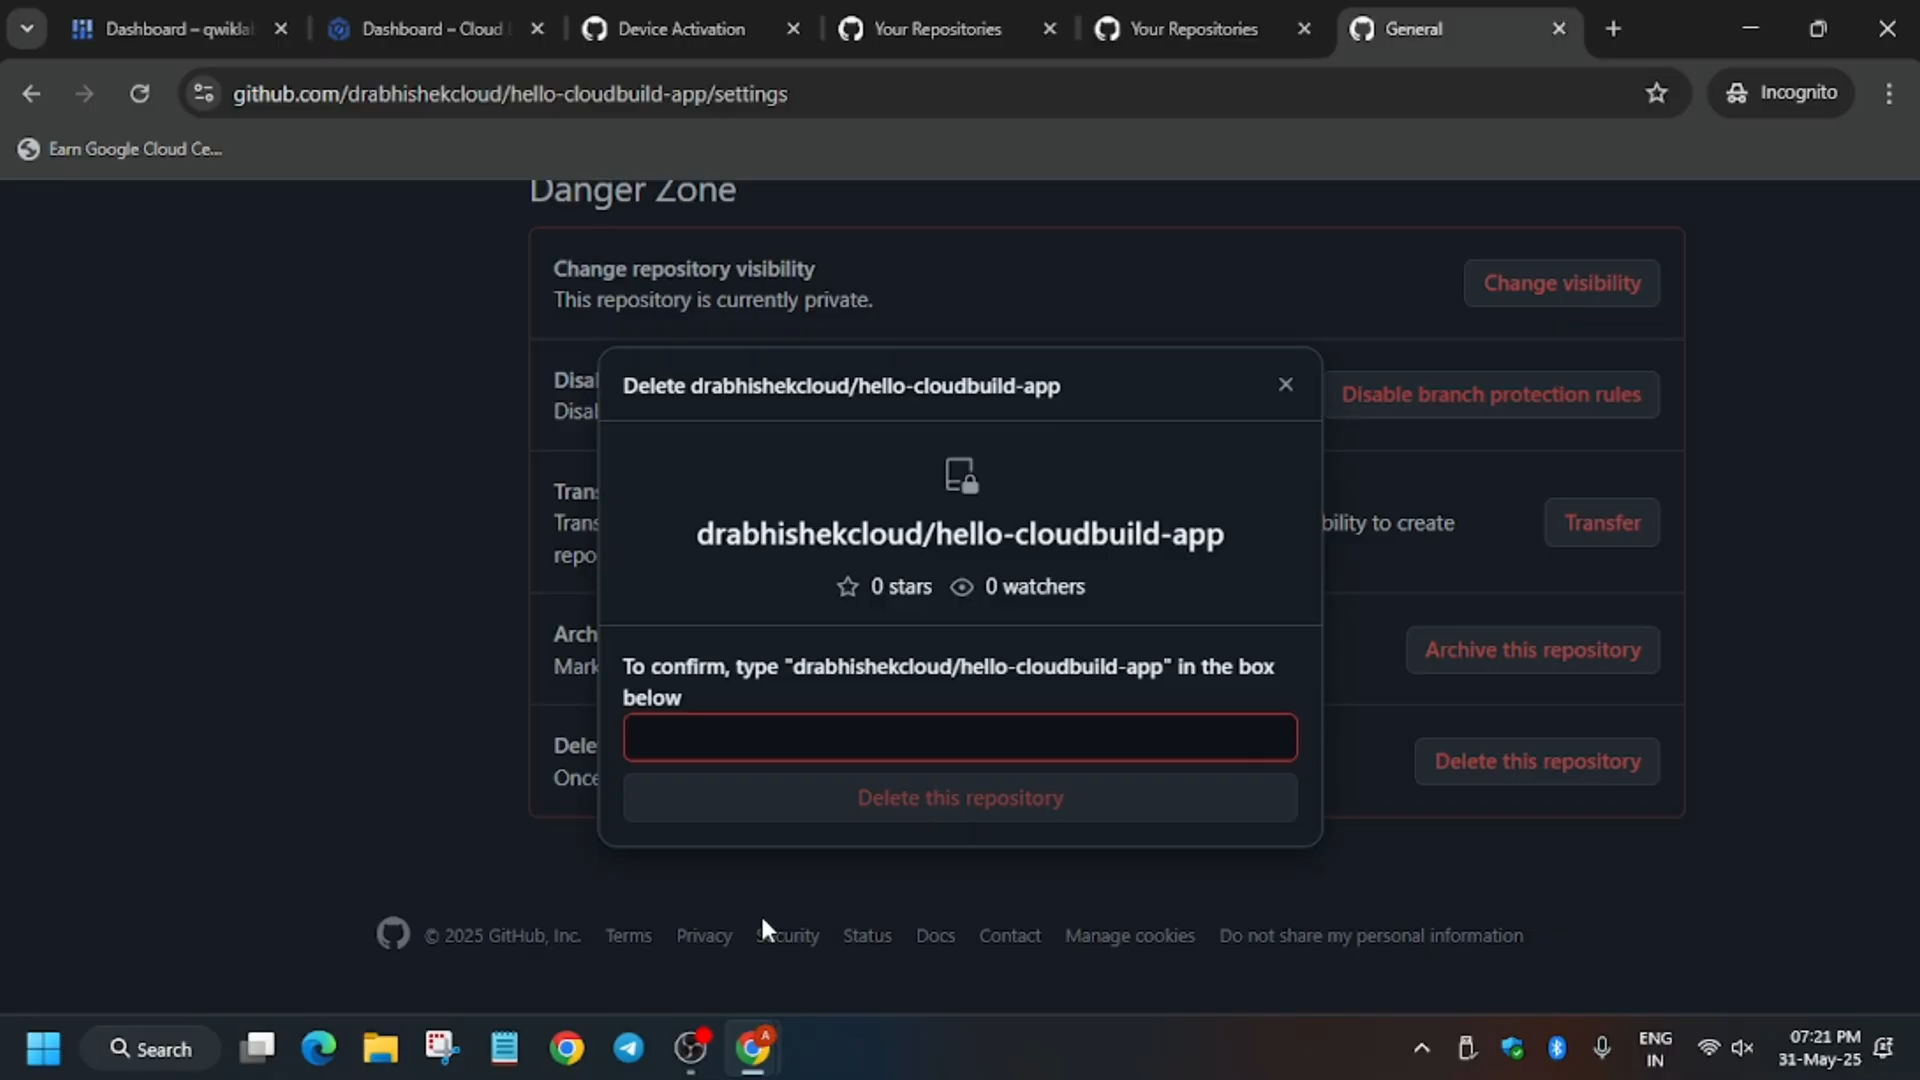 Dashboard – qwikla
Dashboard – Cloud
Device Activation
Your Repositories
Your Repositories
General
github.com/drabhishekcloud/hello-cloudbuild-app/settings
Incognito
Earn Google Cloud Ce...
Danger Zone
Change repository visibility
This repository is currently private.
Change visibility
Disal
Disal
Disable branch protection rules
Delete drabhishekcloud/hello-cloudbuild-app
drabhishekcloud/hello-cloudbuild-app
0 stars 0 watchers
Trans
Trans
bility to create
repo
Transfer
Arch
Mark
Archive this repository
To confirm, type "drabhishekcloud/hello-cloudbuild-app" in the box
below
Delete this repository
Dele
Once
Delete this repository
© 2025 GitHub, Inc. Terms Privacy Security Status Docs Contact Manage cookies Do not share my personal information
Search
A
ENG
IN
07:21 PM
31-May-25